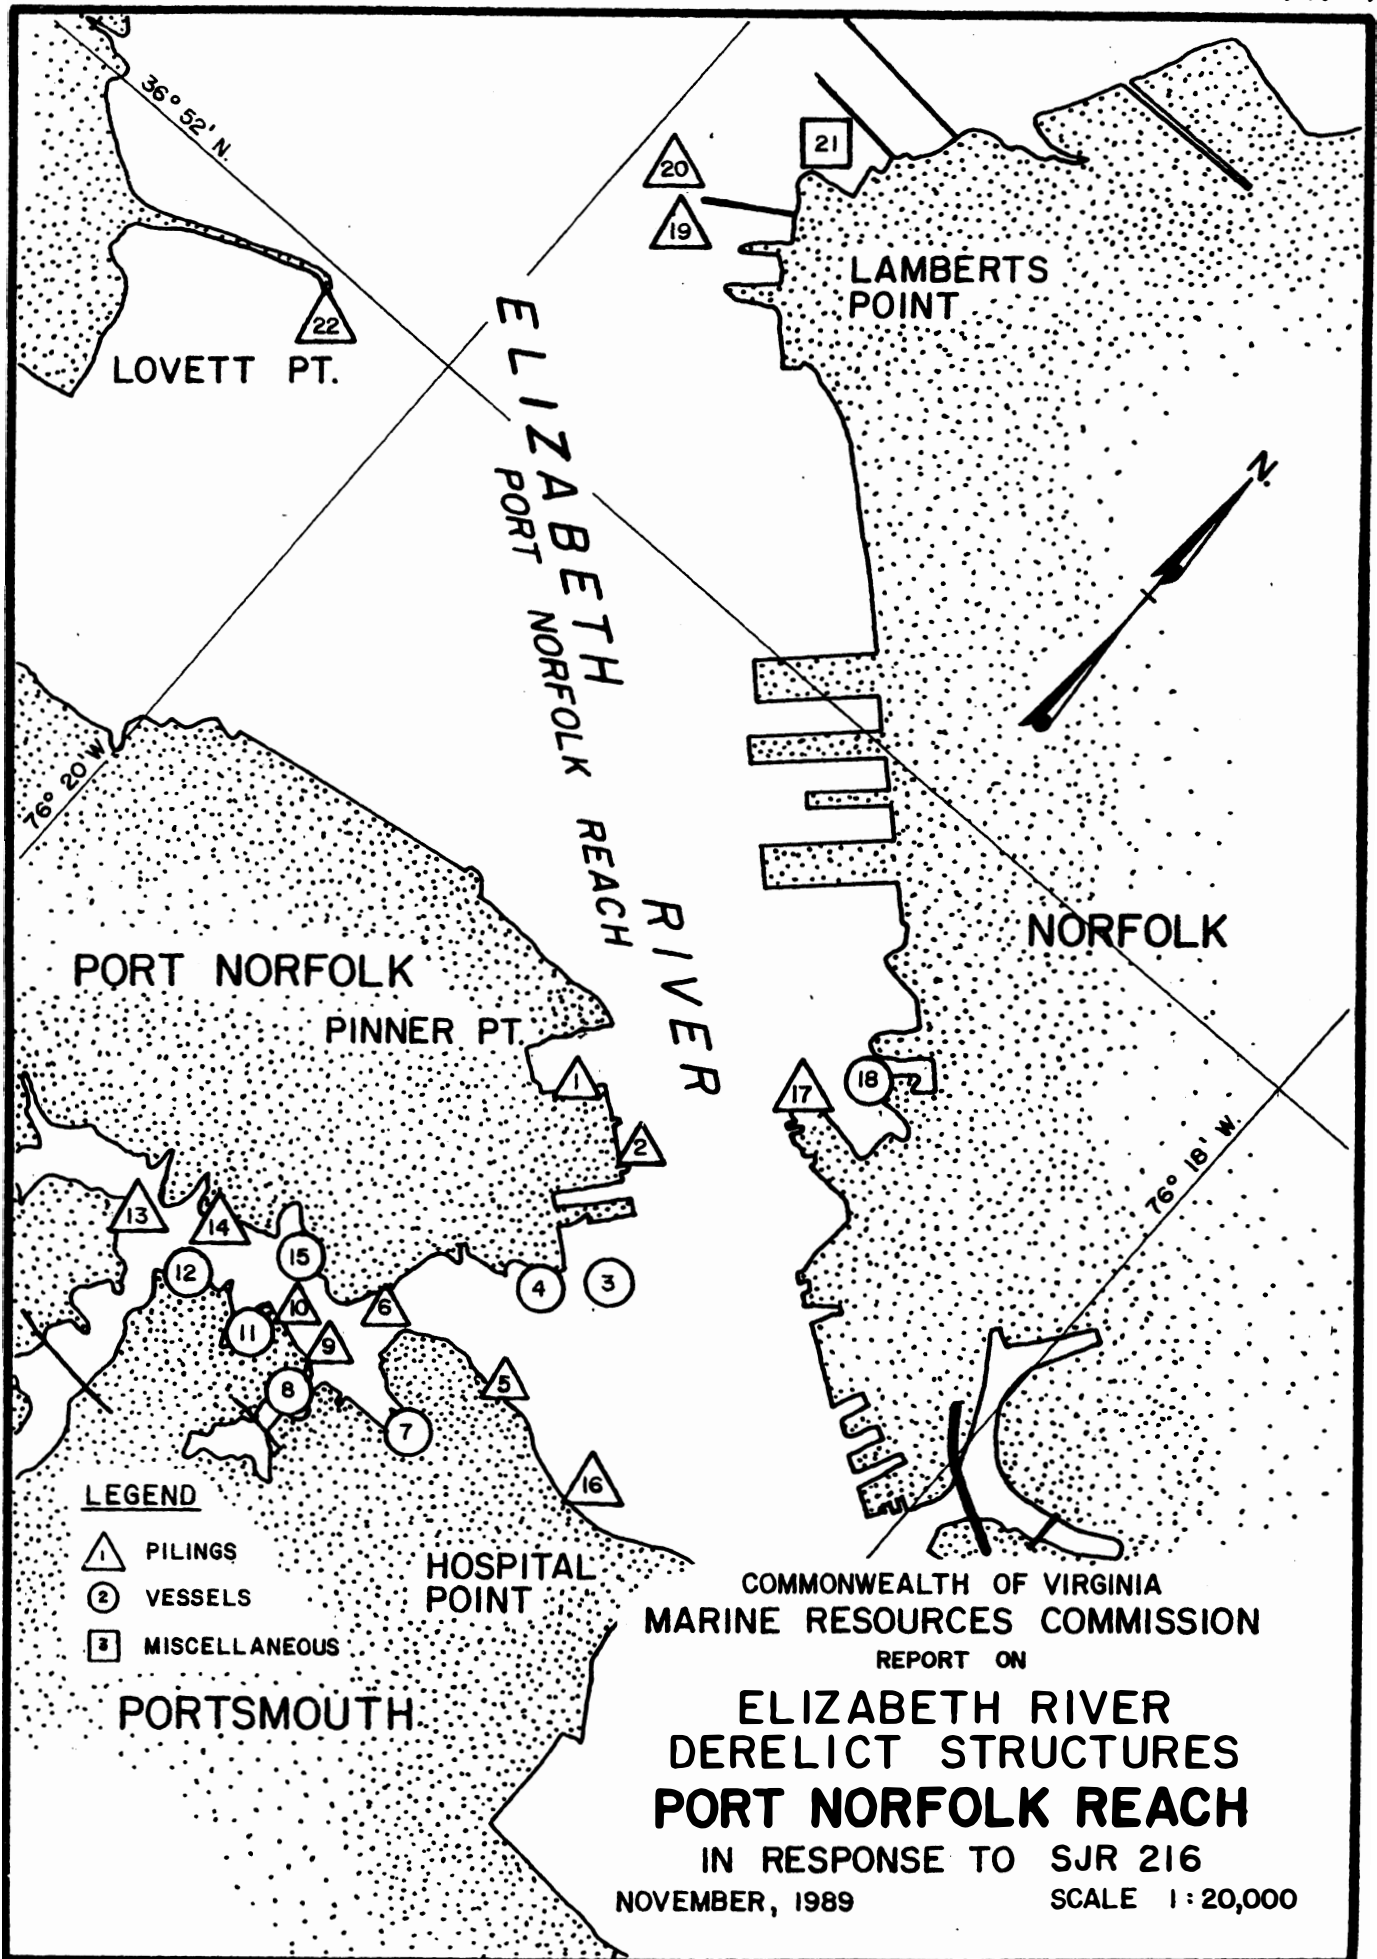 36° 52' N.
20
21
19
LAMBERTS
POINT
22
LOVETT PT.
ELIZABETH
PORT NORFOLK REACH
RIVER
N.
76° 20' W.
NORFOLK
PORT NORFOLK
PINNER PT.
1
17
18
2
76° 18' W.
13
14
15
12
4
3
10
6
11
9
8
5
7
16
LEGEND
1 PILINGS
2 VESSELS
3 MISCELLANEOUS
HOSPITAL
POINT
PORTSMOUTH
COMMONWEALTH OF VIRGINIA
MARINE RESOURCES COMMISSION
REPORT ON
ELIZABETH RIVER
DERELICT STRUCTURES
PORT NORFOLK REACH
IN RESPONSE TO SJR 216
NOVEMBER, 1989
SCALE 1:20,000